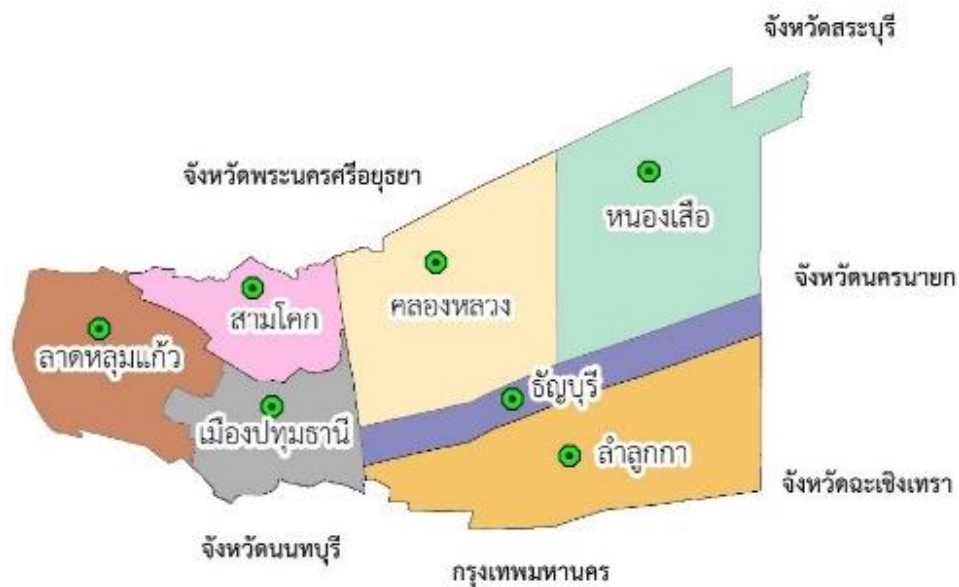 จังหวัดสระบุรี
จังหวัดพระนครศรีอยุธยา
หนองเสือ
จังหวัดนครนายก
คลองหลวง
สามโคก
ลาดหลุมแก้ว
ธัญบุรี
เมืองปทุมธานี
ลำลูกกา
จังหวัดฉะเชิงเทรา
จังหวัดนนทบุรี
กรุงเทพมหานคร